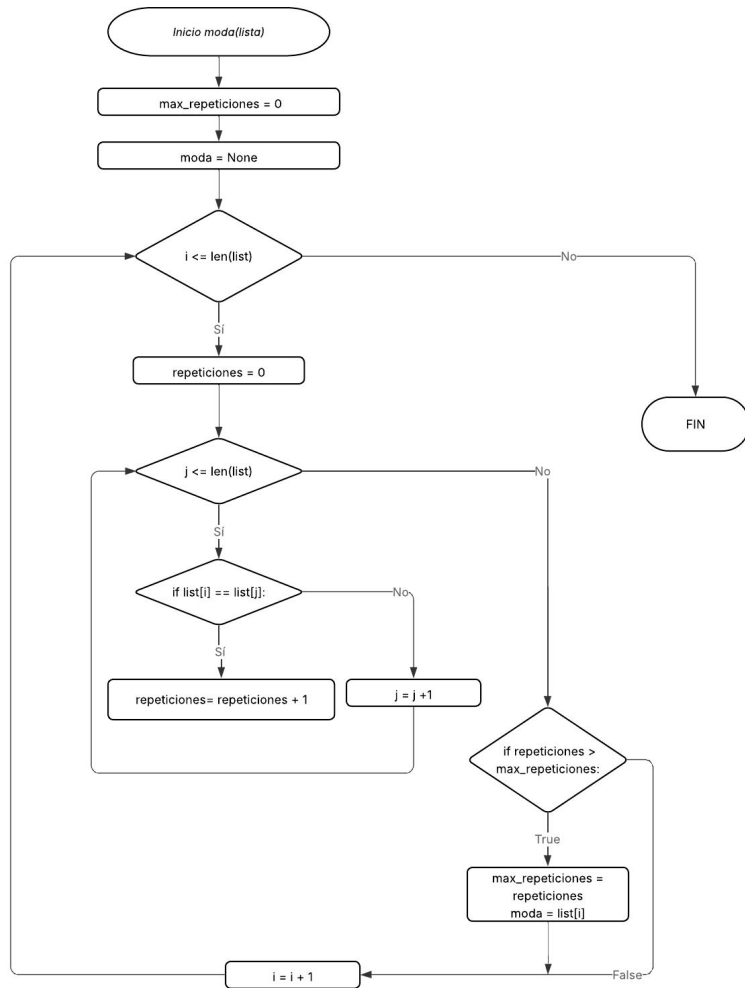 Inicio moda(lista)
max_repeticiones = 0
moda = None
i <= len(list)
No
Sí
repeticiones = 0
FIN
j <= len(list)
No
Sí
if list[i] == list[j]:
No
Sí
repeticiones= repeticiones + 1
j = j +1
if repeticiones >
max_repeticiones:
True
max_repeticiones =
repeticiones
moda = list[i]
i = i + 1
False